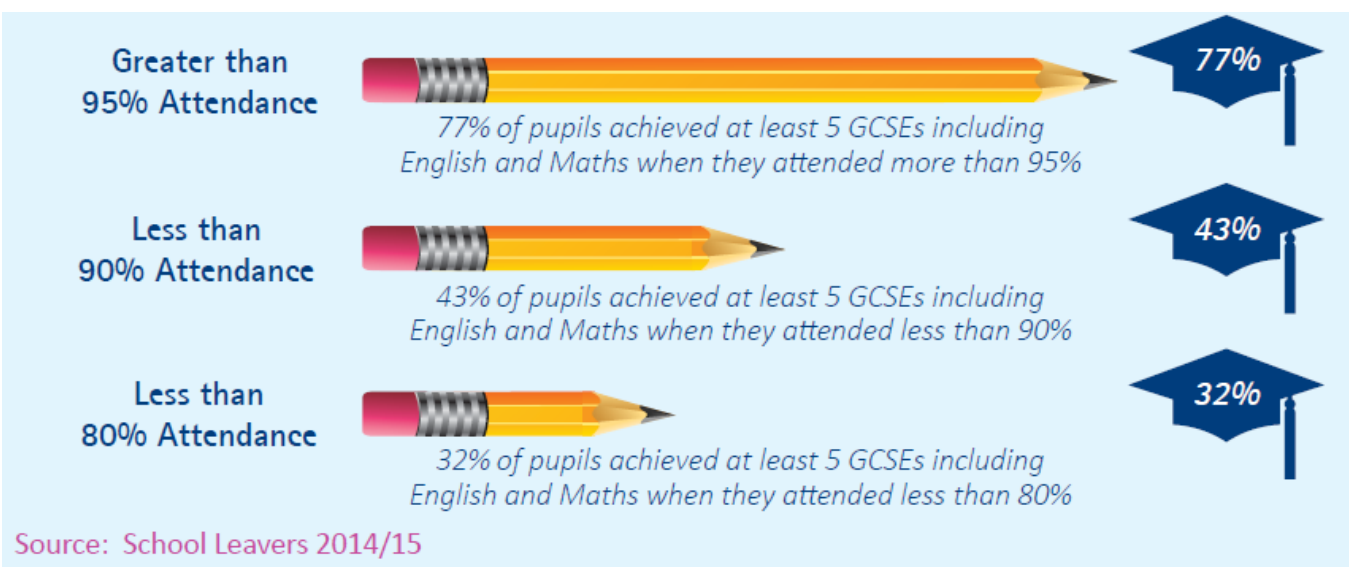 Greater than
95% Attendance
77%
77% of pupils achieved at least 5 GCSEs including
English and Maths when they attended more than 95%
Less than
90% Attendance
43%
43% of pupils achieved at least 5 GCSEs including
English and Maths when they attended less than 90%
Less than
80% Attendance
32%
32% of pupils achieved at least 5 GCSEs including
English and Maths when they attended less than 80%
Source: School Leavers 2014/15